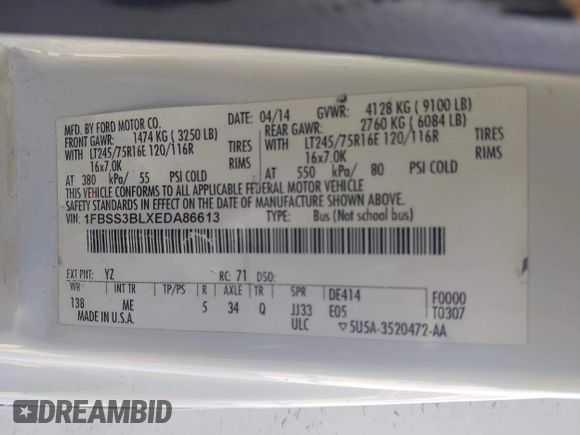 MFD. BY FORD MOTOR CO.
DATE: 04/14
GVWR: 4128 KG ( 9100 LB)
FRONT GAWR: 1474 KG ( 3250 LB)
REAR GAWR: 2760 KG ( 6084 LB)
WITH LT245/75R16E 120/116R TIRES
WITH LT245/75R16E 120/116R TIRES
16x7.0K RIMS
16x7.0K RIMS
AT 380 kPa/ 55 PSI COLD
AT 550 kPa/ 80 PSI COLD
THIS VEHICLE CONFORMS TO ALL APPLICABLE FEDERAL MOTOR VEHICLE
SAFETY STANDARDS IN EFFECT ON THE DATE OF MANUFACTURE SHOWN ABOVE.
VIN: 1FBSS3BLXEDA86613
TYPE: Bus (Not school bus)
EXT PNT: YZ RC: 71 DSO:
WB INT TR TP/PS R AXLE TR SPR DE414 F0000
138 ME 5 34 Q JJ33 E05 T0307
MADE IN U.S.A. ULC ▽5U5A-3520472-AA
DREAMBID